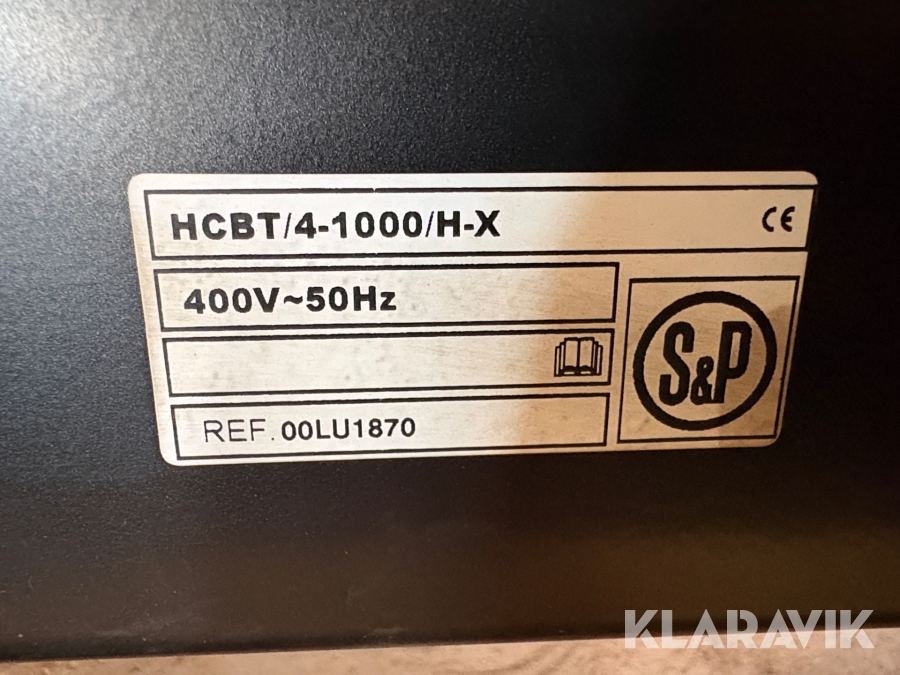 HCBT/4-1000/H-X
CE
400V~50Hz
S&P
REF. 00LU1870
KLARAVIK